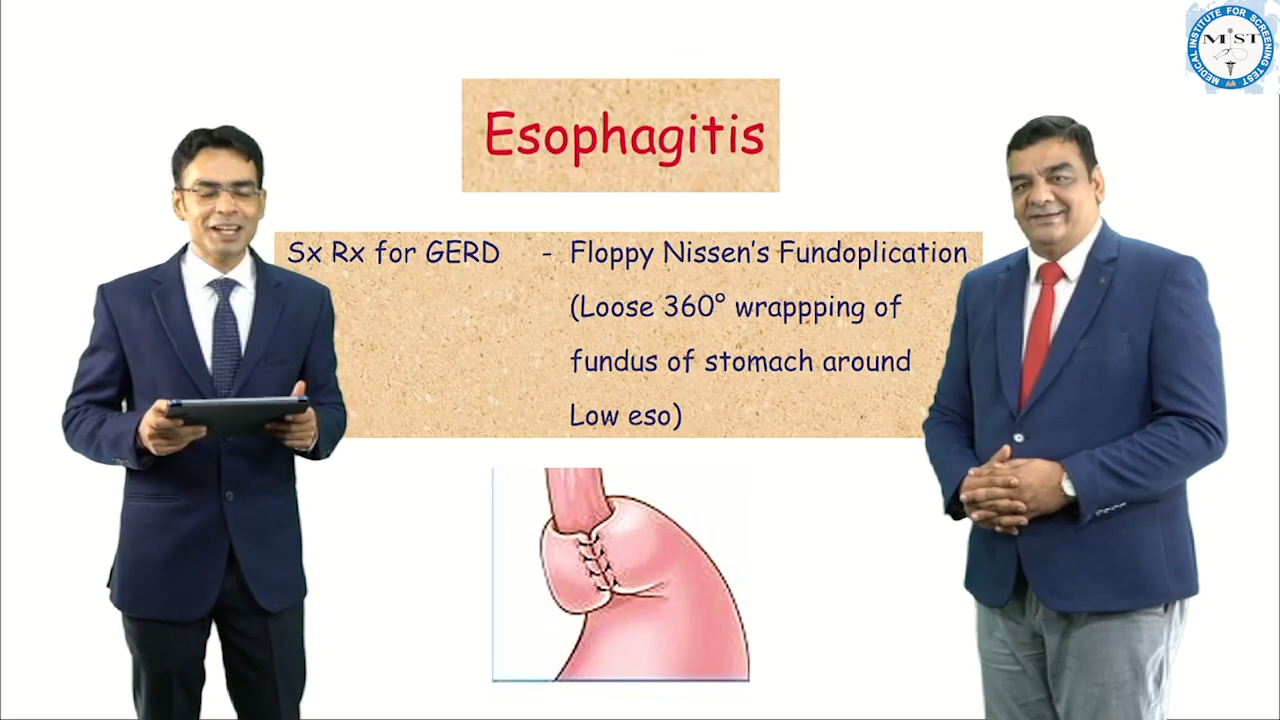 MEDICAL INSTITUTE FOR SCREENING TEST
MIST
Esophagitis
Sx Rx for GERD - Floppy Nissen's Fundoplication
(Loose 360° wrappping of
fundus of stomach around
Low eso)